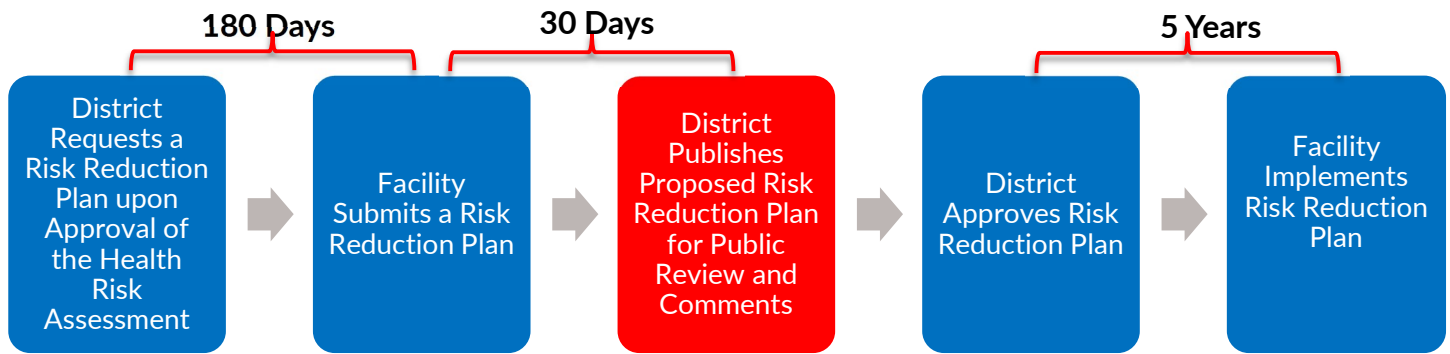 180 Days
30 Days
5 Years
District
Requests a
Risk Reduction
Plan upon
Approval of
the Health
Risk
Assessment
Facility
Submits a Risk
Reduction Plan
District
Publishes
Proposed Risk
Reduction Plan
for Public
Review and
Comments
District
Approves Risk
Reduction Plan
Facility
Implements
Risk Reduction
Plan